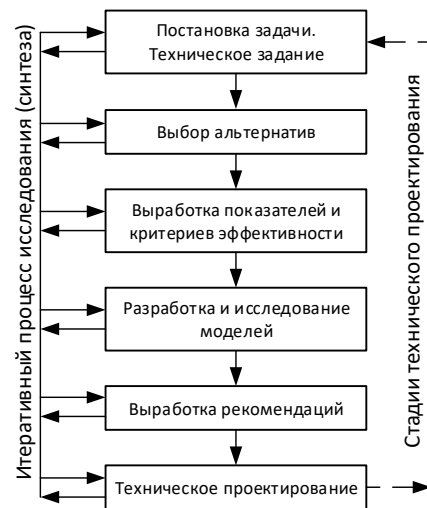 Итеративный процесс исследования (синтеза)
Постановка задачи.
Техническое задание
Выбор альтернатив
Выработка показателей и
критериев эффективности
Разработка и исследование
моделей
Выработка рекомендаций
Техническое проектирование
Стадии технического проектирования